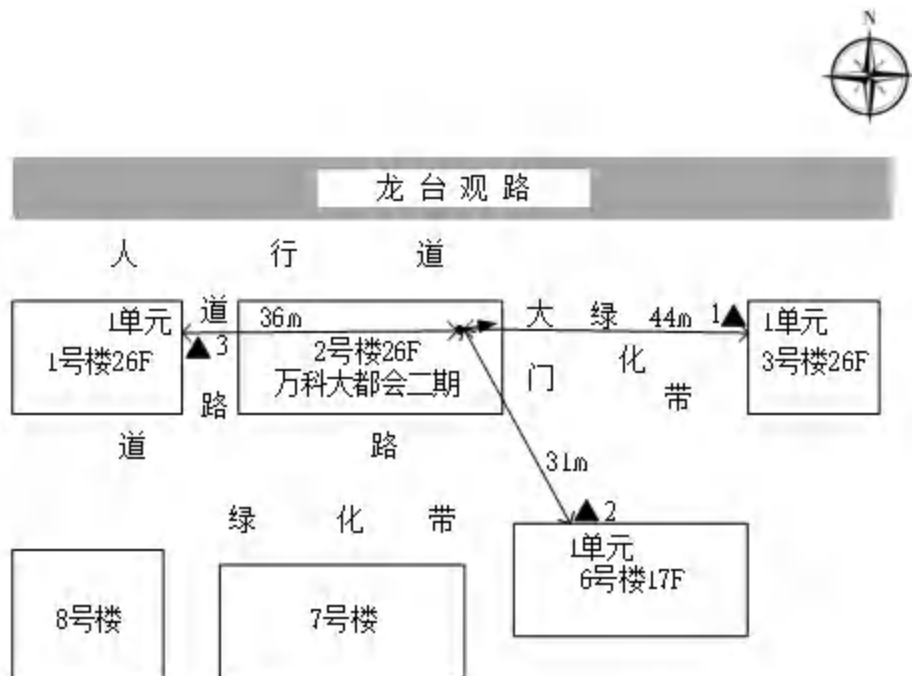 N
龙台观路
人行道
1单元
1号楼26F
道路
36m
2号楼26F
万科大都会二期
大门
绿化带
44m
1
1单元
3号楼26F
3
道路
31m
绿化带
2
1单元
6号楼17F
8号楼
7号楼